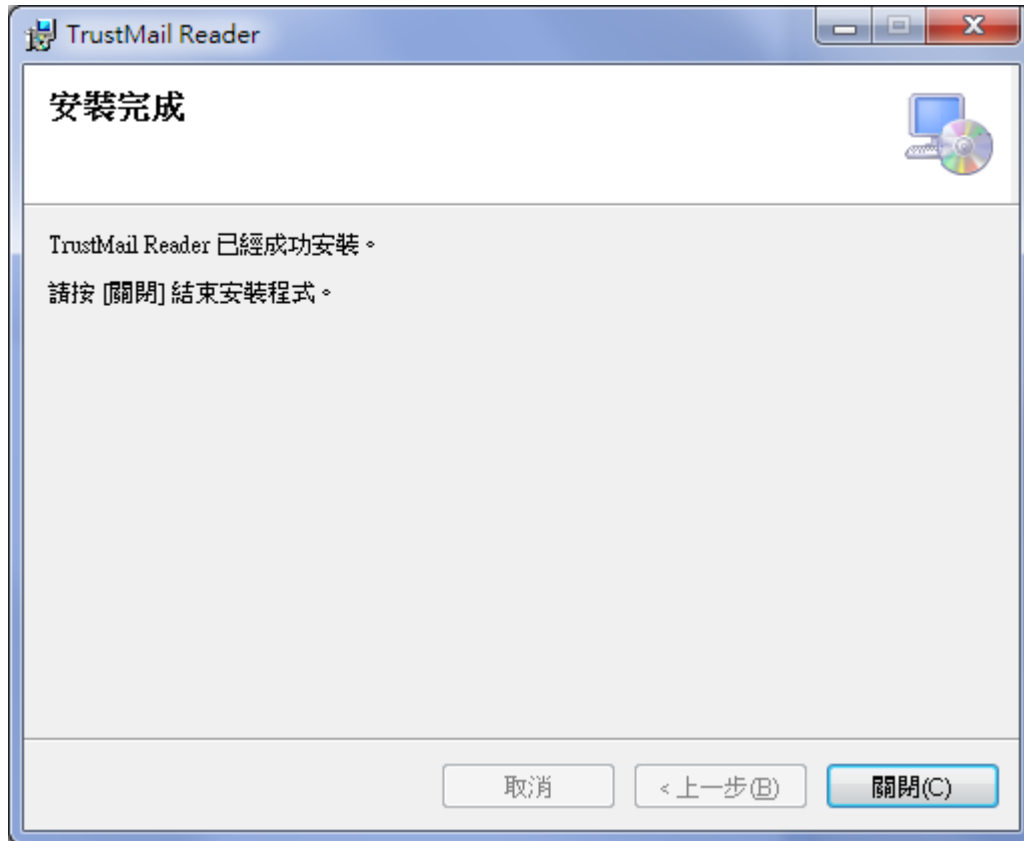 TrustMail Reader
安裝完成
TrustMail Reader 已經成功安裝。
請按 [關閉] 結束安裝程式。
取消
< 上一步(B)
關閉(C)